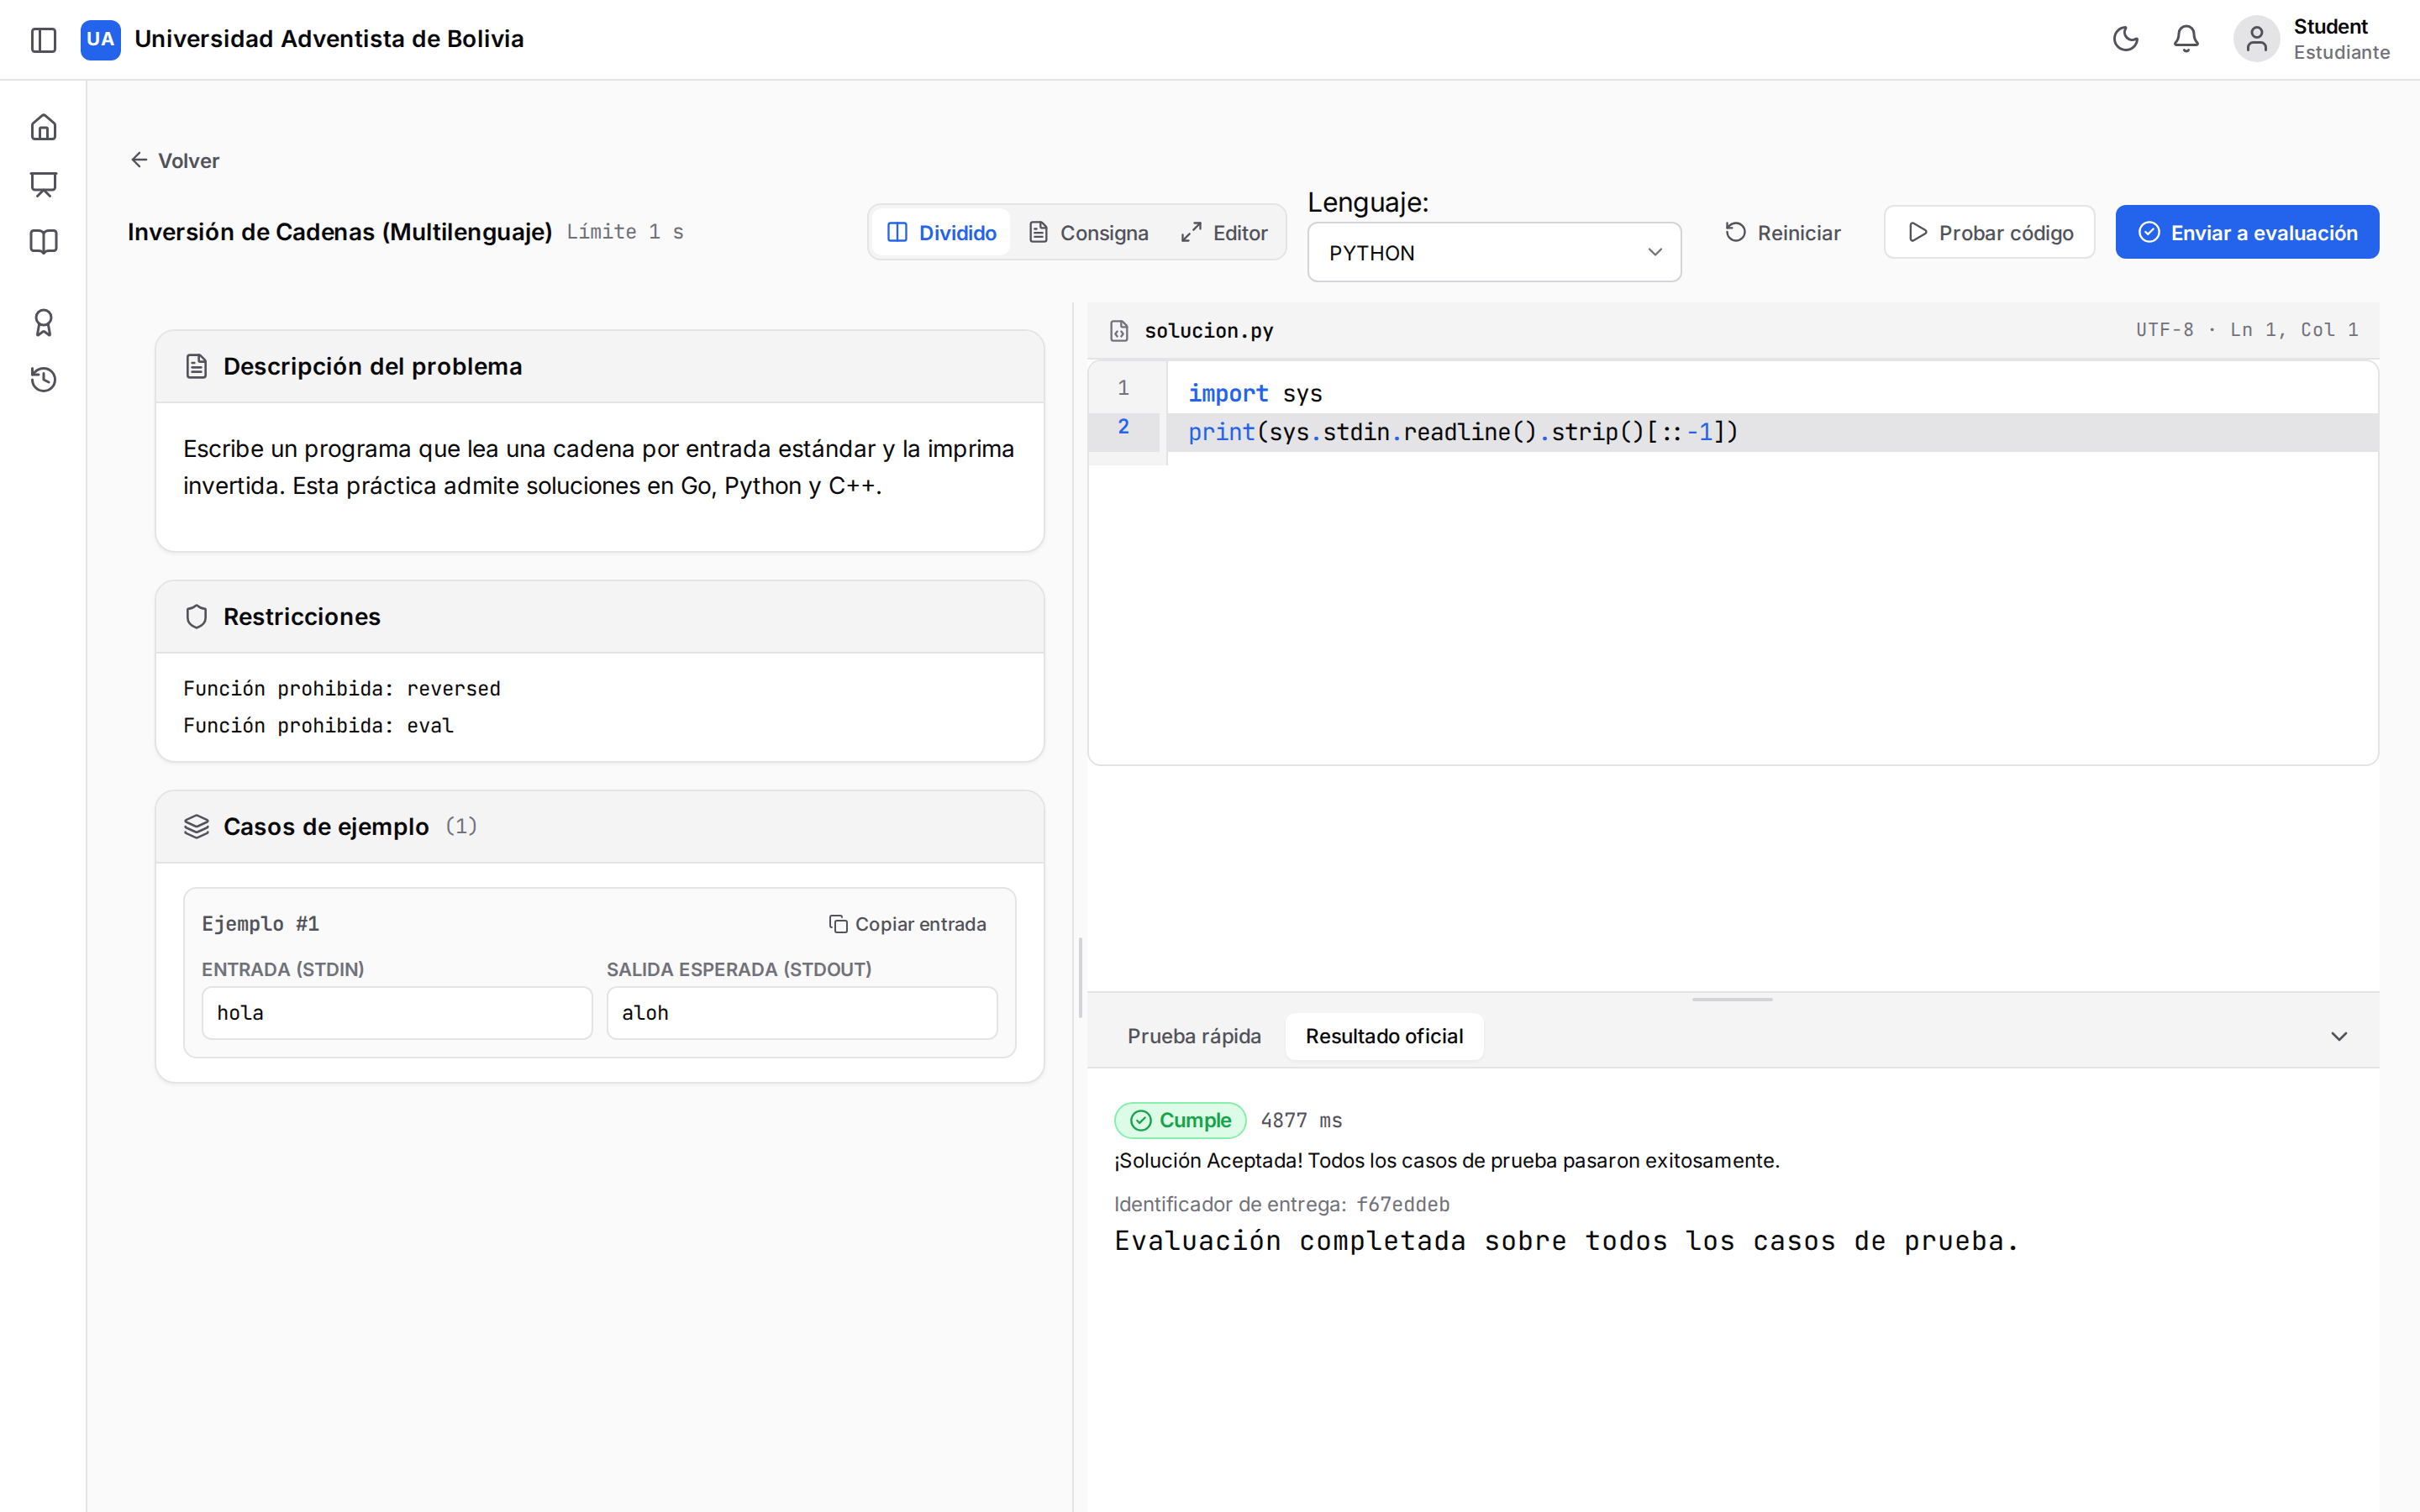 UA Universidad Adventista de Bolivia
Student
Estudiante
Volver
Inversión de Cadenas (Multilenguaje) Límite 1 s
Dividido Consigna Editor
Lenguaje:
PYTHON
Reiniciar Probar código Enviar a evaluación
Descripción del problema
Escribe un programa que lea una cadena por entrada estándar y la imprima
invertida. Esta práctica admite soluciones en Go, Python y C++.
Restricciones
Función prohibida: reversed
Función prohibida: eval
Casos de ejemplo (1)
Ejemplo #1 Copiar entrada
ENTRADA (STDIN) SALIDA ESPERADA (STDOUT)
hola aloh
solucion.py UTF-8 · Ln 1, Col 1
1 import sys
2 print(sys.stdin.readline().strip()[::-1])
Prueba rápida Resultado oficial
Cumple 4877 ms
¡Solución Aceptada! Todos los casos de prueba pasaron exitosamente.
Identificador de entrega: f67eddeb
Evaluación completada sobre todos los casos de prueba.